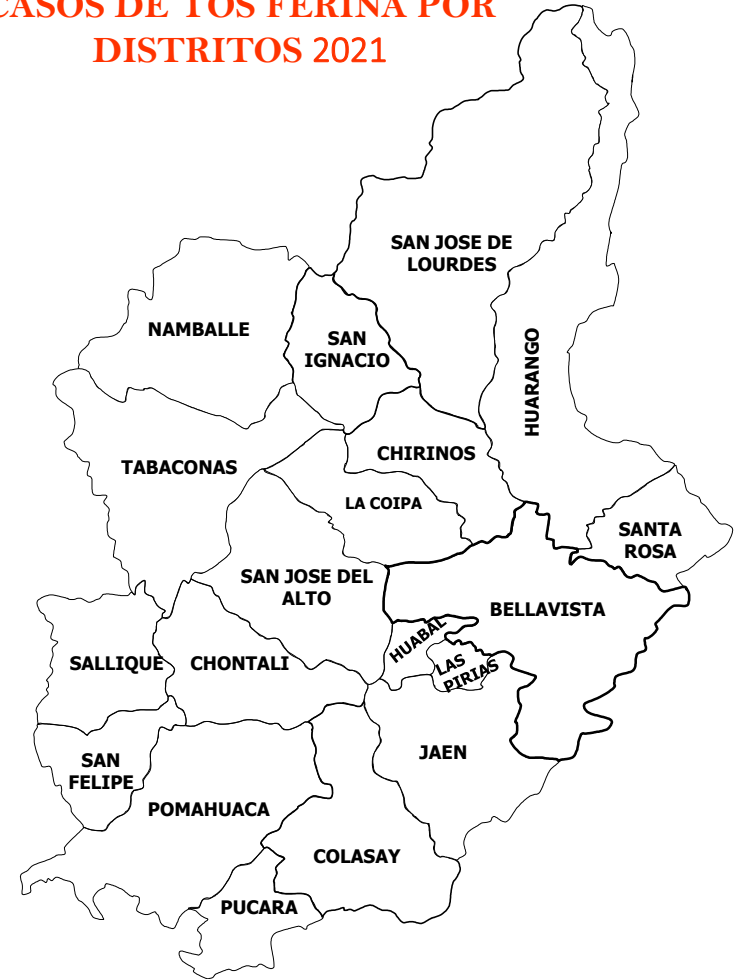 CASOS DE TOS FERINA POR
DISTRITOS 2021
SAN JOSE DE
LOURDES
NAMBALLE
SAN
IGNACIO
HUARANGO
TABACONAS
CHIRINOS
LA COIPA
SANTA
ROSA
SAN JOSE DEL
ALTO
BELLAVISTA
HUABAL
SALLIQUE
CHONTALI
LAS
PIRIAS
JAEN
SAN
FELIPE
POMAHUACA
COLASAY
PUCARA